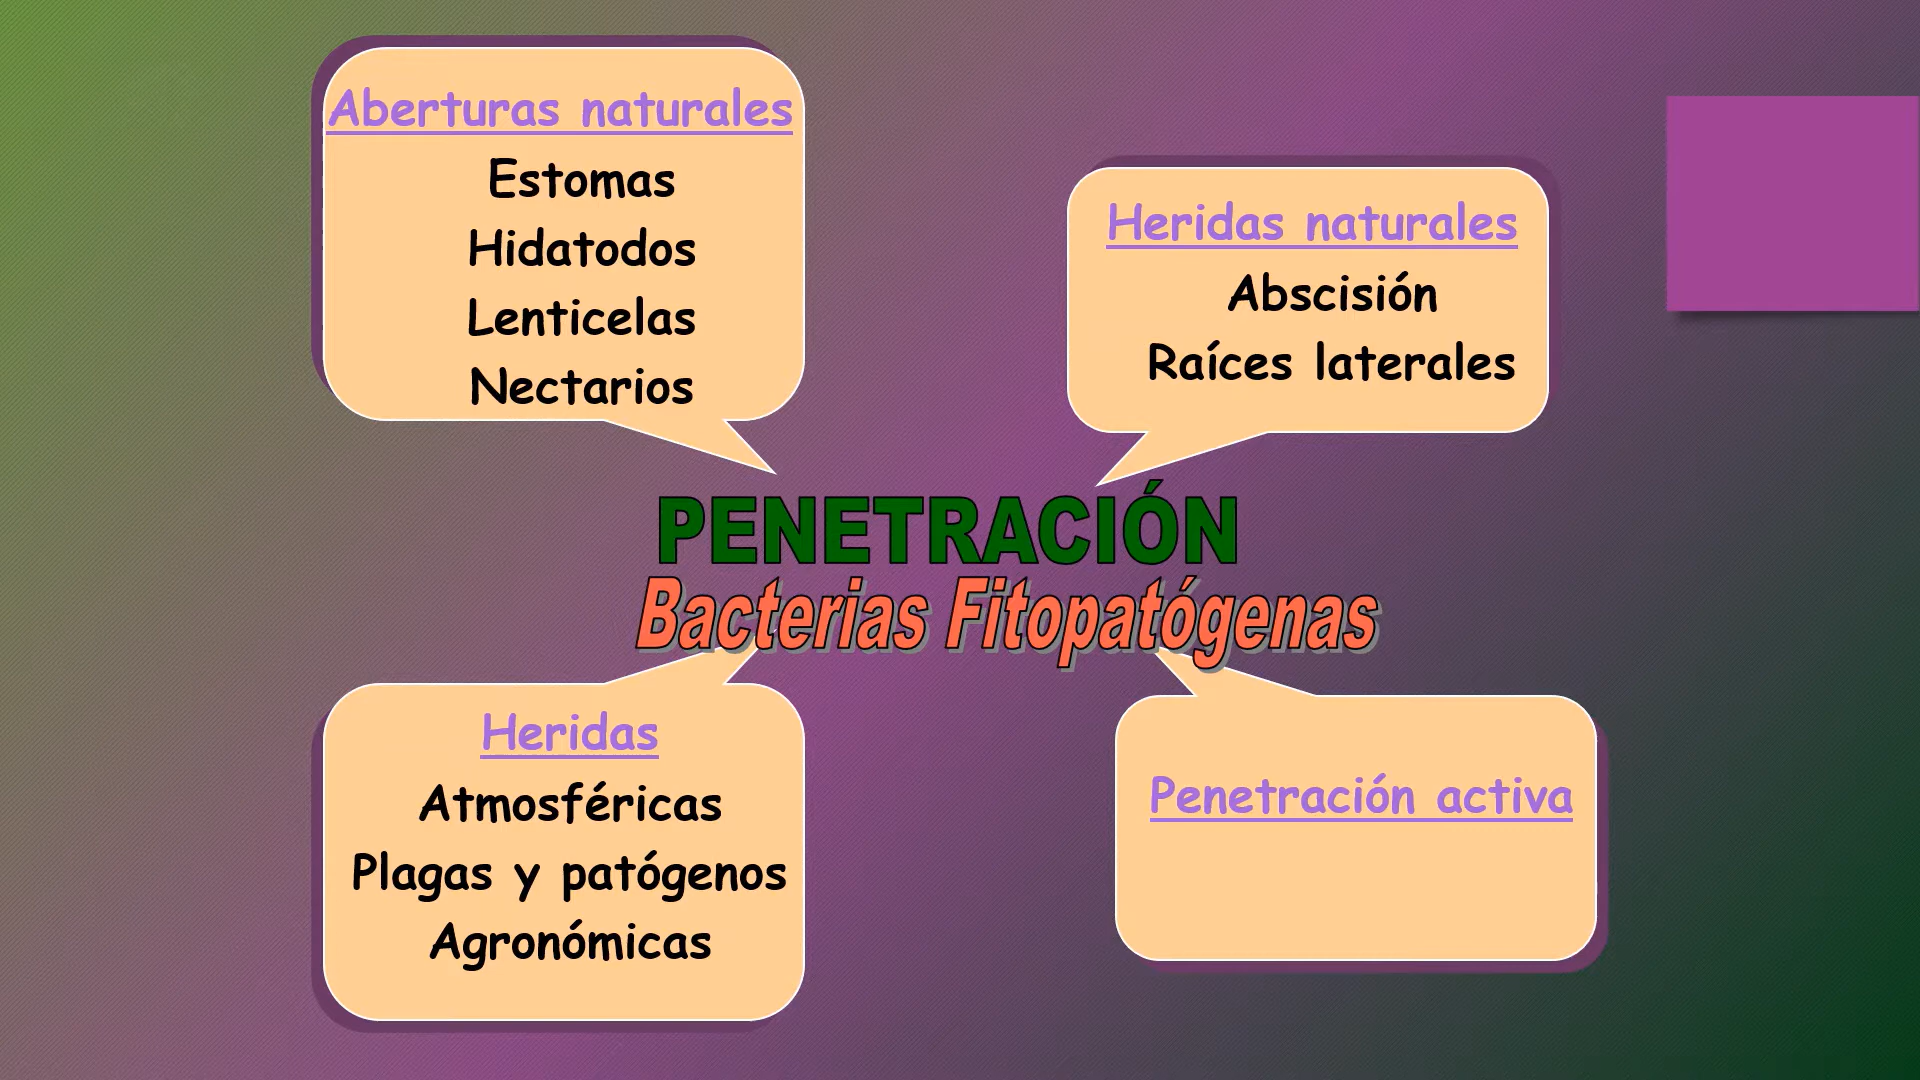 Aberturas naturales
Estomas
Hidatodos
Lenticelas
Nectarios
Heridas naturales
Abscisión
Raíces laterales
PENETRACIÓN
Bacterias Fitopatógenas
Heridas
Atmosféricas
Plagas y patógenos
Agronómicas
Penetración activa